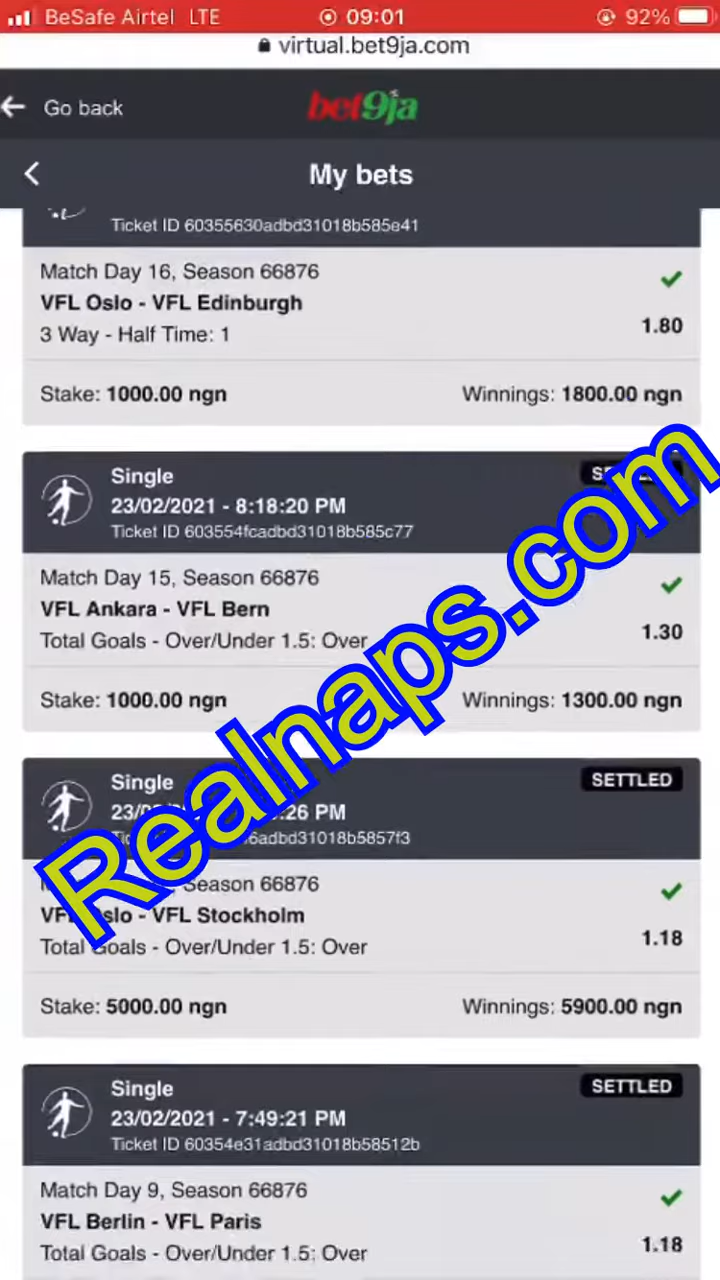 BeSafe Airtel LTE 09:01 92%
virtual.bet9ja.com
Go back bet9ja
My bets
Ticket ID 60355630adbd31018b585e41
Match Day 16, Season 66876
VFL Oslo - VFL Edinburgh
3 Way - Half Time: 1
1.80
Stake: 1000.00 ngn Winnings: 1800.00 ngn
Single
23/02/2021 - 8:18:20 PM
Ticket ID 603554fcadbd31018b585c77
Match Day 15, Season 66876
VFL Ankara - VFL Bern
Total Goals - Over/Under 1.5: Over
1.30
Stake: 1000.00 ngn Winnings: 1300.00 ngn
Realnaps.com
Single SETTLED
PM
Season 66876
VFL Oslo - VFL Stockholm
Total Goals - Over/Under 1.5: Over
1.18
Stake: 5000.00 ngn Winnings: 5900.00 ngn
Single SETTLED
23/02/2021 - 7:49:21 PM
Ticket ID 60354e31adbd31018b58512b
Match Day 9, Season 66876
VFL Berlin - VFL Paris
Total Goals - Over/Under 1.5: Over
1.18